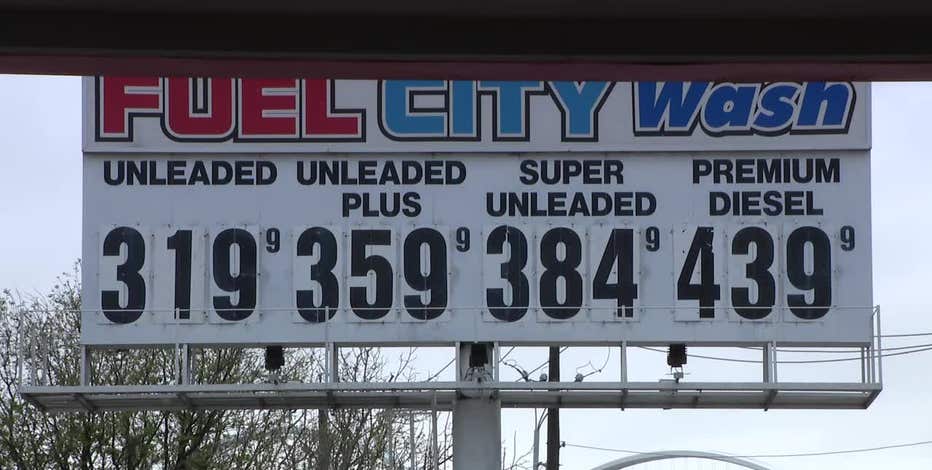 FUEL CITY Wash
UNLEADED UNLEADED PLUS SUPER UNLEADED PREMIUM DIESEL
319 9 359 9 384 9 439 9